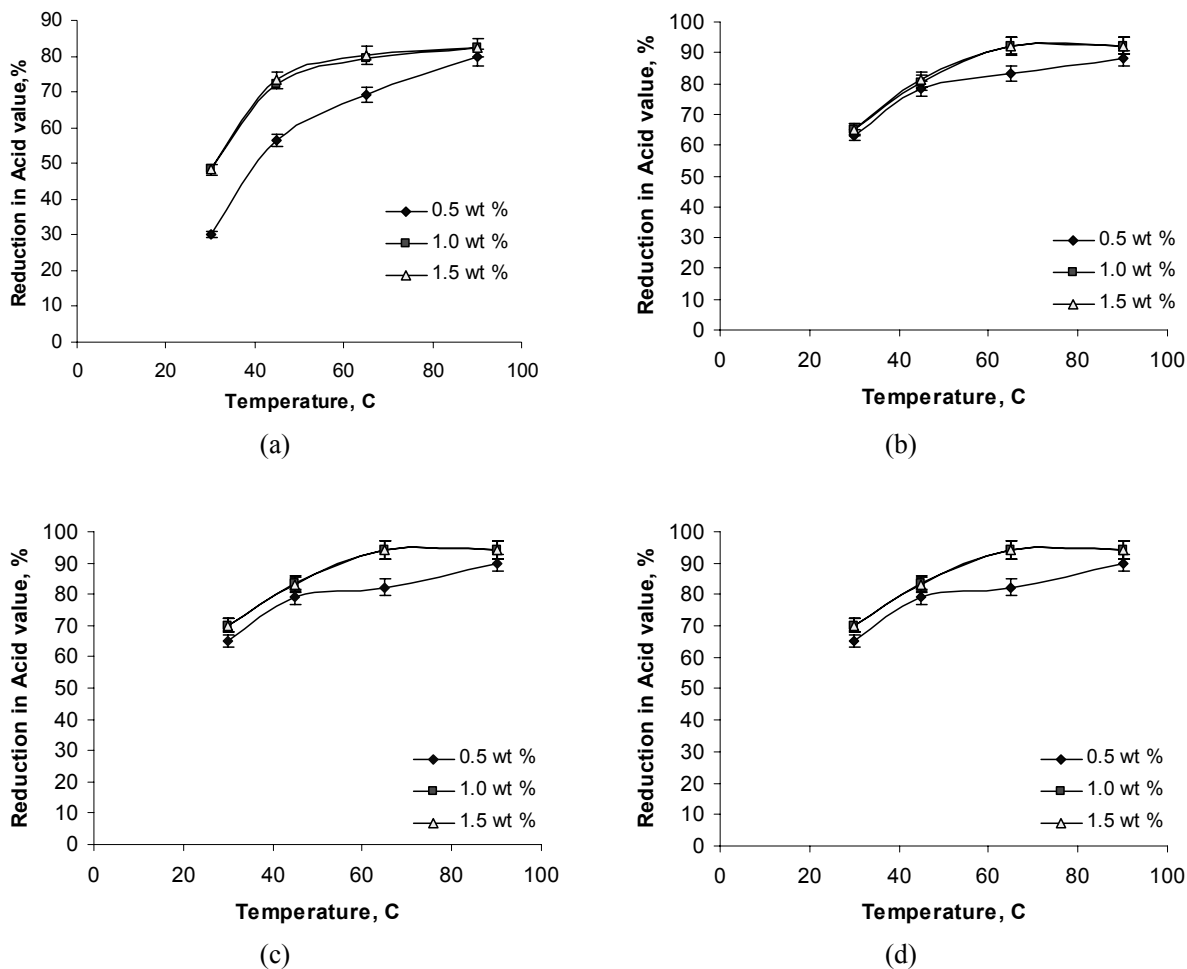 90
80
70
60
50
40
30
20
10
0
Reduction in Acid value,%
0.5 wt %
1.0 wt %
1.5 wt %
0 20 40 60 80 100
Temperature, C
(a)
100
90
80
70
60
50
40
30
20
10
0
Reduction in Acid value, %
0.5 wt %
1.0 wt %
1.5 wt %
0 20 40 60 80 100
Temperature, C
(b)
100
90
80
70
60
50
40
30
20
10
0
Reduction in Acid value, %
0.5 wt %
1.0 wt %
1.5 wt %
0 20 40 60 80 100
Temperature, C
(c)
100
90
80
70
60
50
40
30
20
10
0
Reduction in Acid value, %
0.5 wt %
1.0 wt %
1.5 wt %
0 20 40 60 80 100
Temperature, C
(d)